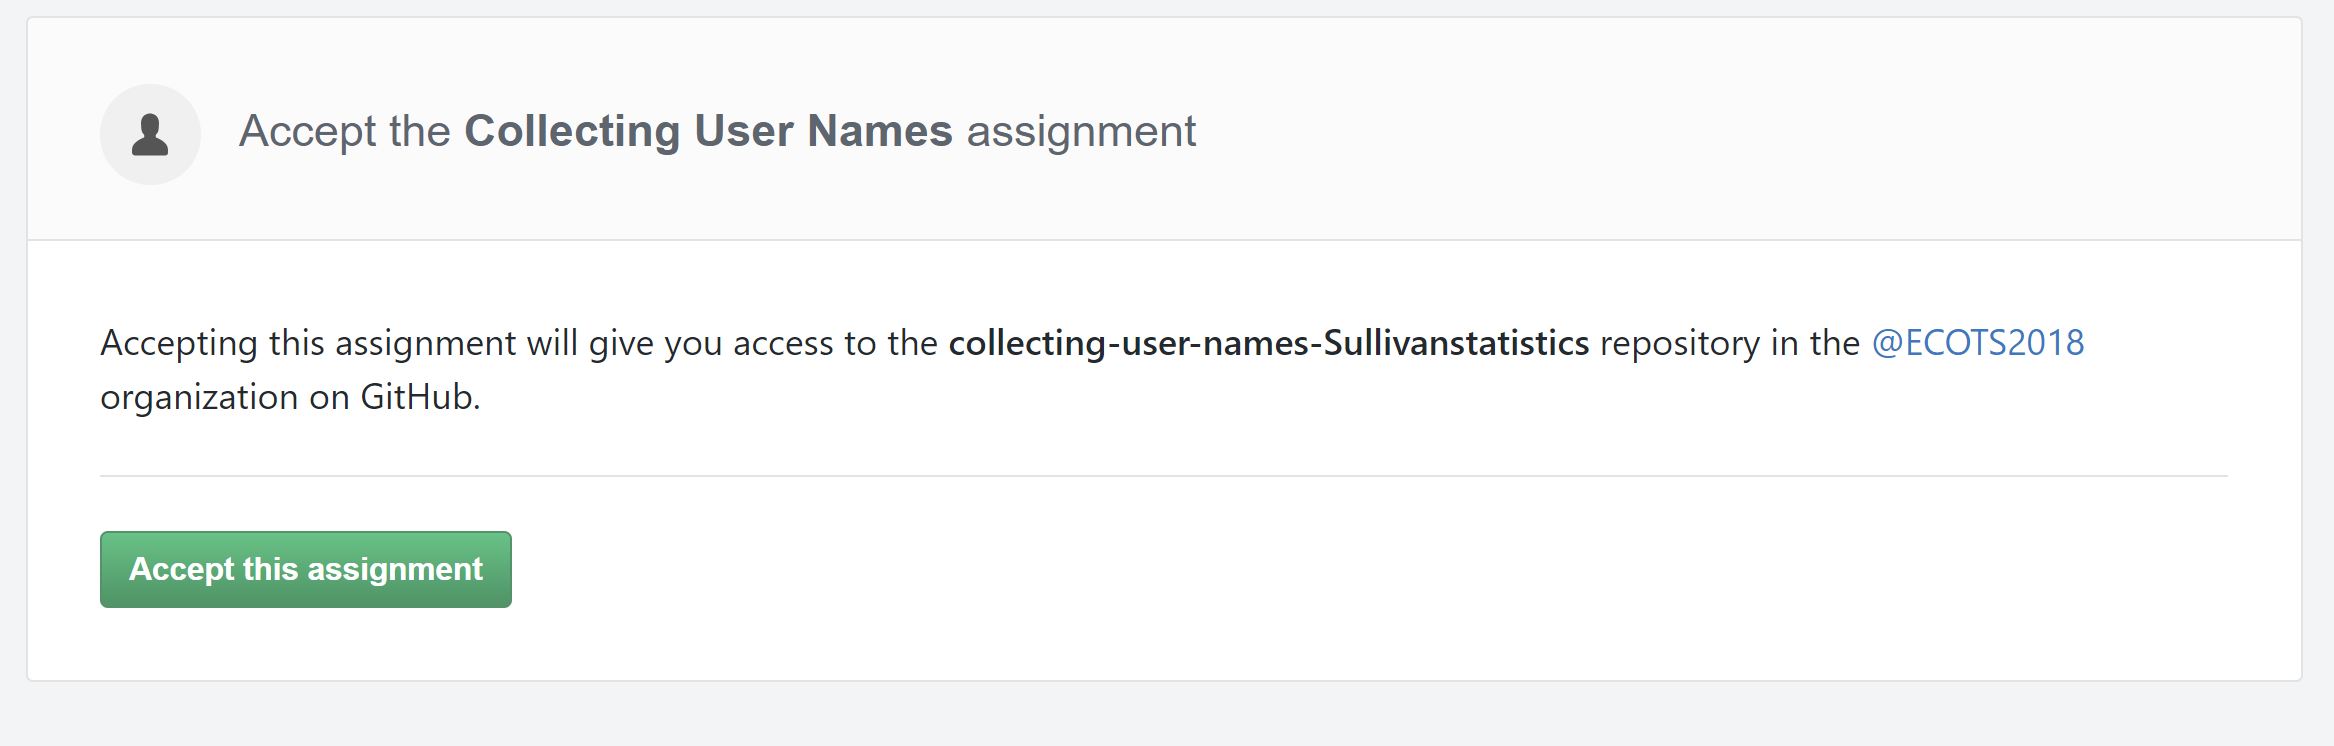 Accept the Collecting User Names assignment
Accepting this assignment will give you access to the collecting-user-names-Sullivanstatistics repository in the @ECOTS2018
organization on GitHub.
Accept this assignment